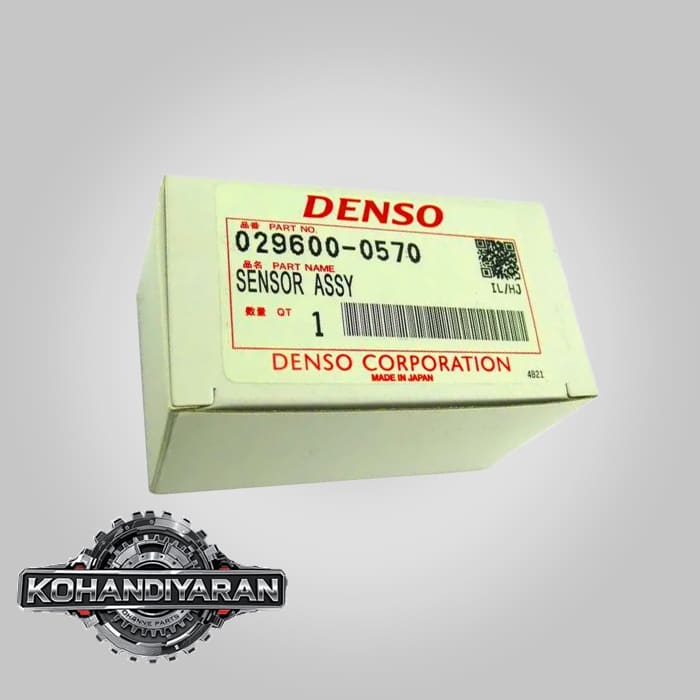 DENSO
品番 PART NO.
029600-0570
品名 PART NAME
SENSOR ASSY
IL/HJ
数量 QT 1
DENSO CORPORATION
MADE IN JAPAN
4B21
KOHANDIYARAN